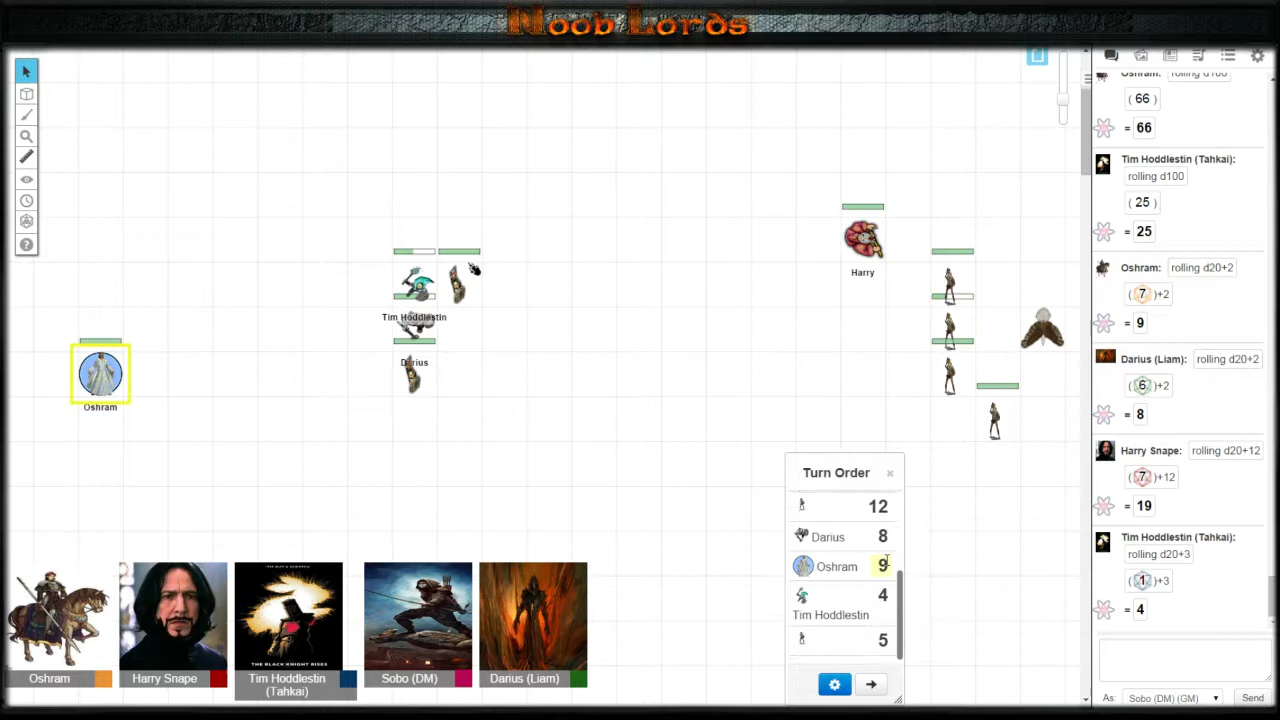 Noob Lords
Harry
Tim Hoddlestin
Darius
Oshram
Turn Order ×
12
Darius 8
Oshram 9
4
Tim Hoddlestin
5
THE BLACK KNIGHT RISES
Oshram
Harry Snape
Tim Hoddlestin
(Tahkai)
Sobo (DM)
Darius (Liam)
Oshram: rolling d100
( 66 )
= 66
Tim Hoddlestin (Tahkai):
rolling d100
( 25 )
= 25
Oshram: rolling d20+2
( 7 )+2
= 9
Darius (Liam): rolling d20+2
( 6 )+2
= 8
Harry Snape: rolling d20+12
( 7 )+12
= 19
Tim Hoddlestin (Tahkai):
rolling d20+3
( 1 )+3
= 4
As: Sobo (DM) (GM) Send